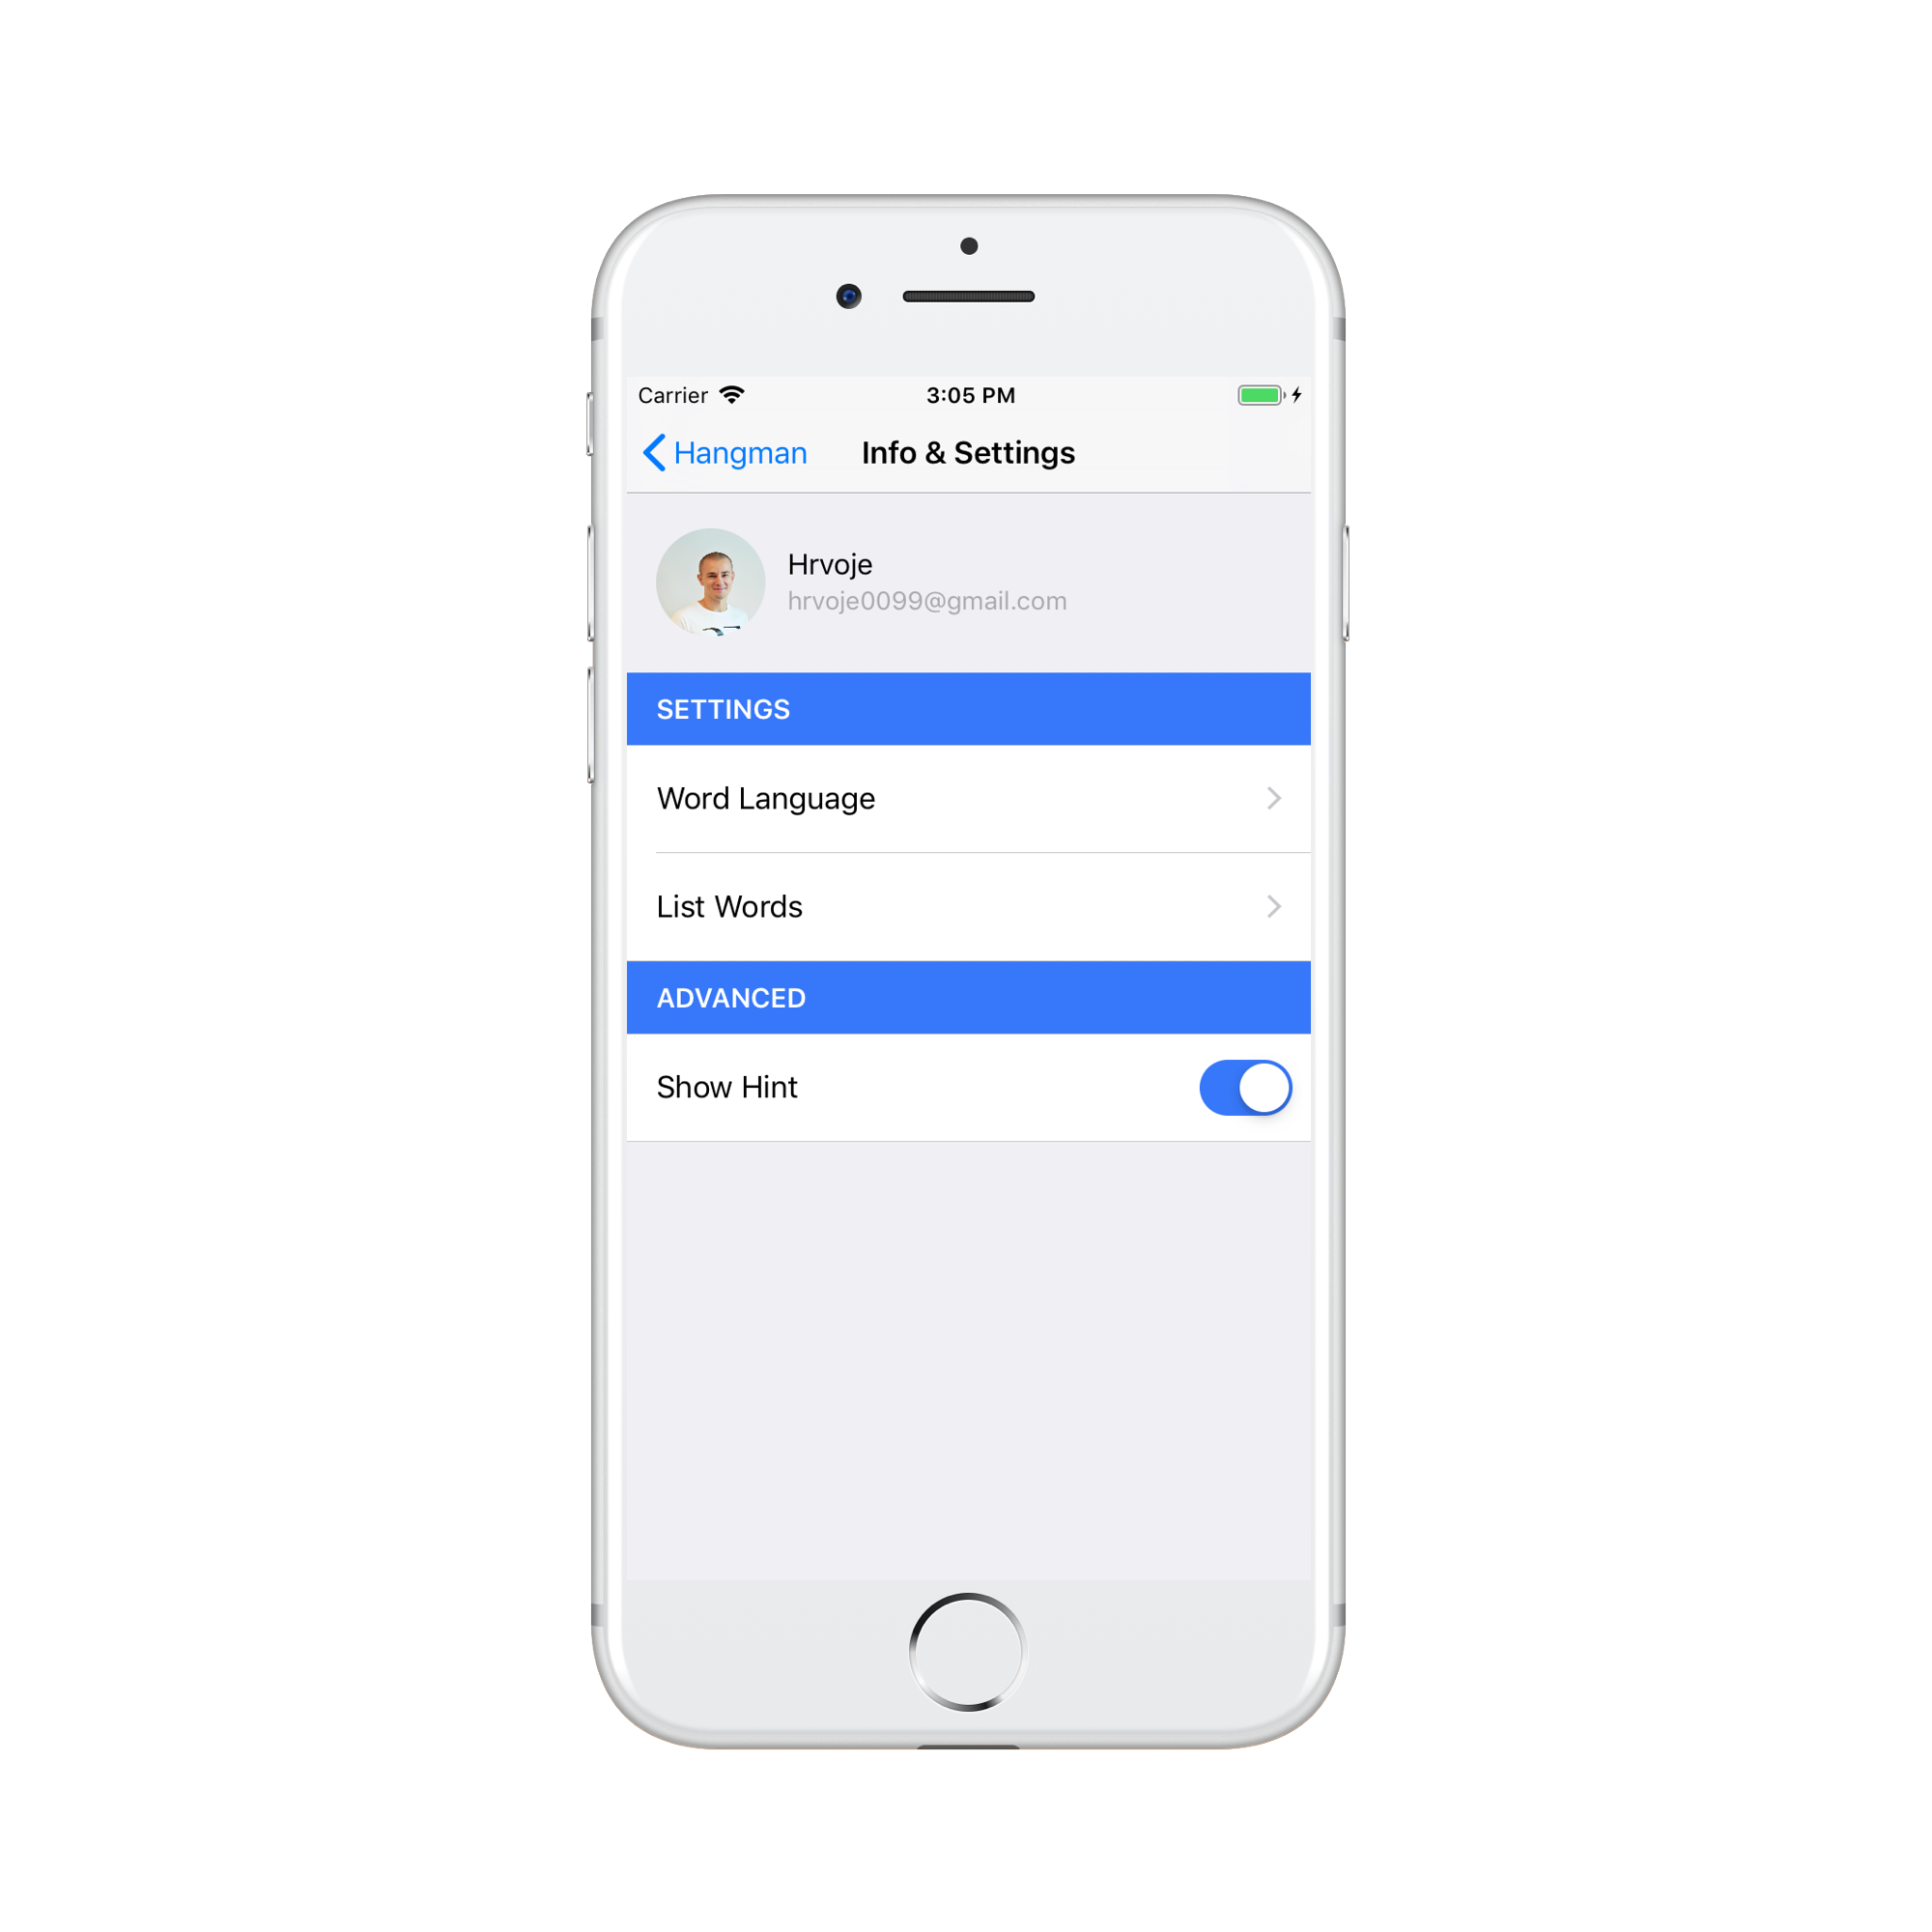 Carrier 3:05 PM
Hangman Info & Settings
Hrvoje
hrvoje0099@gmail.com
SETTINGS
Word Language
List Words
ADVANCED
Show Hint